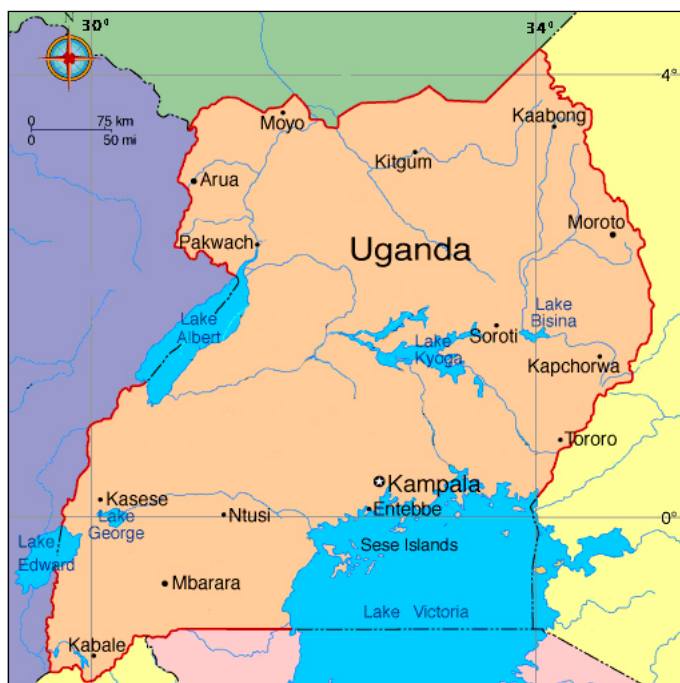 N
30°
34°
4°
0 75 km
0 50 mi
Moyo
Kaabong
Kitgum
Arua
Moroto
Pakwach
Uganda
Lake
Albert
Lake
Bisina
Soroti
Lake
Kyoga
Kapchorwa
Tororo
Kampala
Kasese
Entebbe
Lake
George
Ntusi
0°
Lake
Edward
Sese Islands
Mbarara
Lake Victoria
Kabale